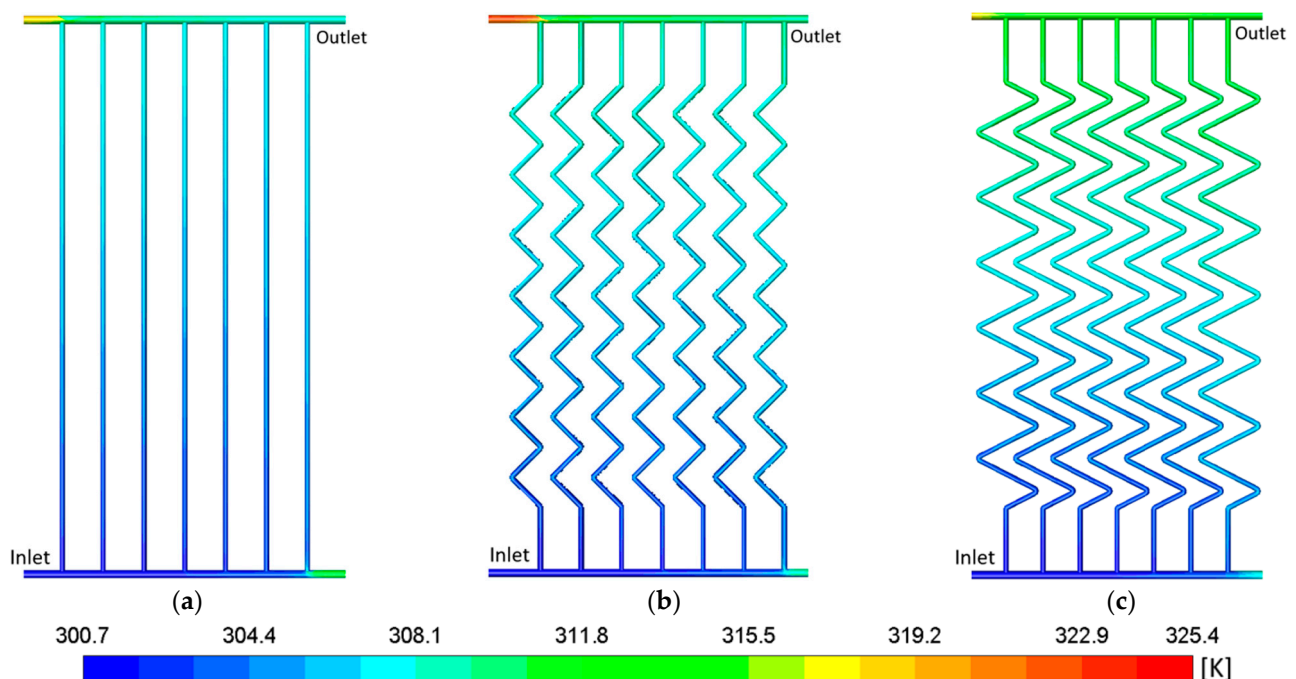 Outlet Outlet Outlet
Inlet Inlet Inlet
(a) (b) (c)
300.7 304.4 308.1 311.8 315.5 319.2 322.9 325.4
[K]